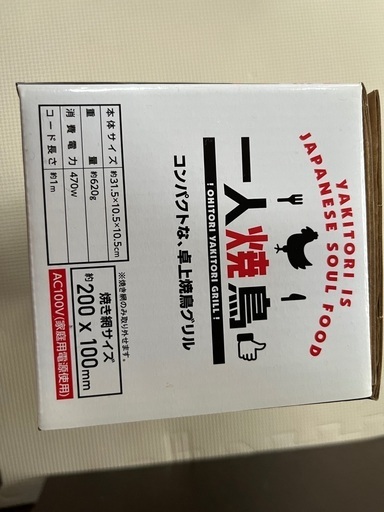 YAKITORI IS
JAPANESE SOUL FOOD
一人焼鳥
! OHITORI YAKITORI GRILL !
コンパクトな、卓上焼鳥グリル
本体サイズ 約31.5×10.5×10.5cm
重量 約620g
消費電力 470W
コード長さ 約1m
※焼き網のみ取り外せます。
焼き網サイズ
約200×100mm
AC100V(家庭用電源使用)